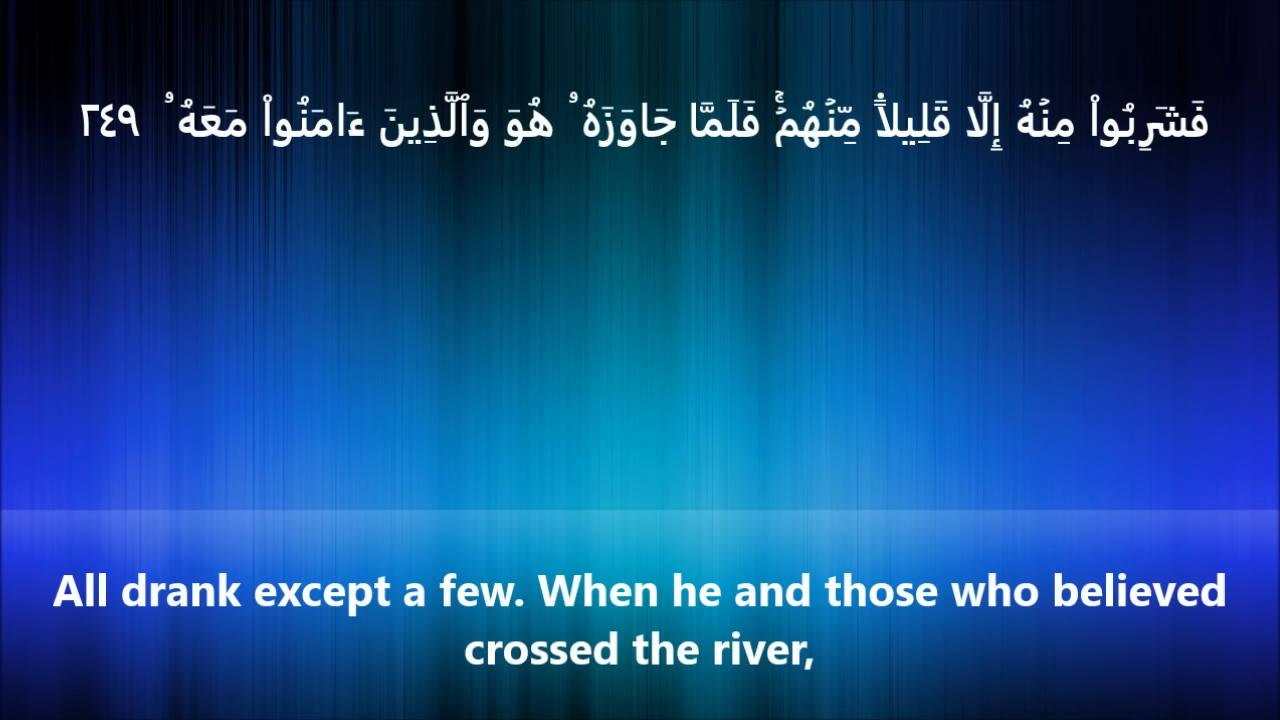 فَشَرِبُوا۟ مِنْهُ إِلَّا قَلِيلًا مِّنْهُمْ ۚ فَلَمَّا جَاوَزَهُۥ هُوَ وَٱلَّذِينَ ءَامَنُوا۟ مَعَهُۥ ٢٤٩
All drank except a few. When he and those who believed
crossed the river,